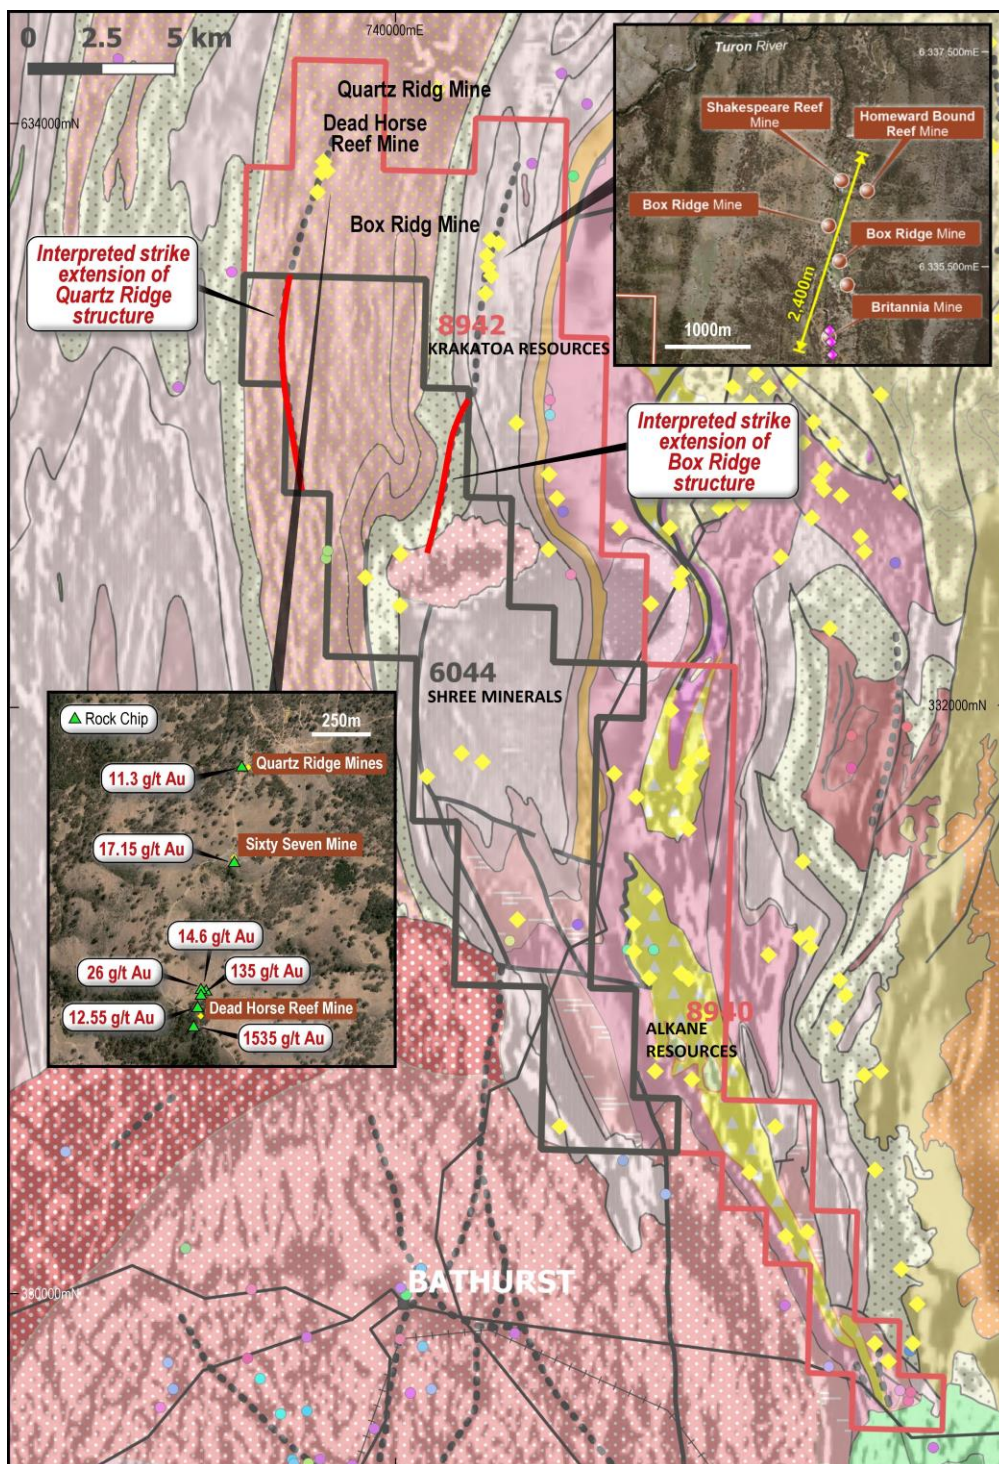 0 2.5 5 km
740000mE
634000mN
Quartz Ridg Mine
Dead Horse
Reef Mine
Box Ridg Mine
Turon River
6 337 500mE
Shakespeare Reef
Mine
Homeward Bound
Reef Mine
Box Ridge Mine
Box Ridge Mine
6 335 500mE
2,400m
Britannia Mine
1000m
Interpreted strike
extension of
Quartz Ridge
structure
8942
KRAKATOA RESOURCES
Interpreted strike
extension of
Box Ridge
structure
6044
SHREE MINERALS
332000mN
Rock Chip
250m
Quartz Ridge Mines
11.3 g/t Au
Sixty Seven Mine
17.15 g/t Au
14.6 g/t Au
26 g/t Au
135 g/t Au
12.55 g/t Au
Dead Horse Reef Mine
1535 g/t Au
8940
ALKANE
RESOURCES
BATHURST
330000mN